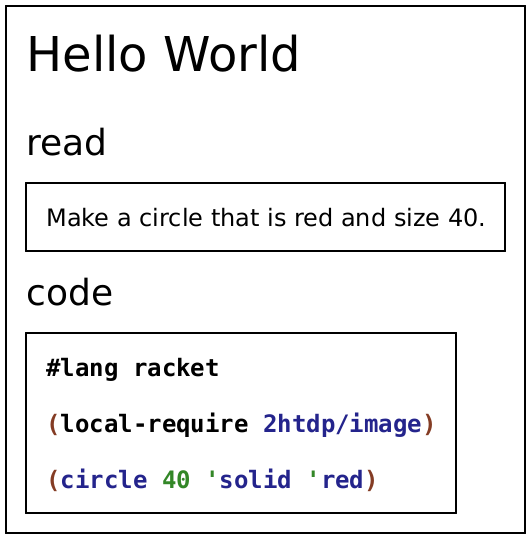 Hello World
read
Make a circle that is red and size 40.
code
#lang racket
(local-require 2htdp/image)
(circle 40 'solid 'red)